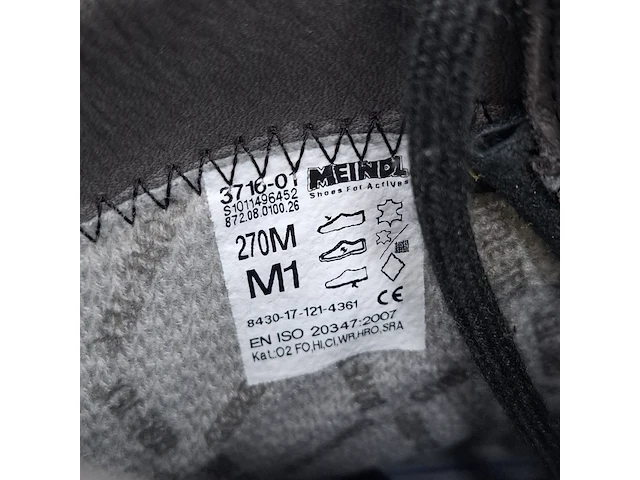 3716-01
S1011496452
872.08.0100.26
MEINDL
Shoes For Actives
270M
M1
8430-17-121-4361
CE
EN ISO 20347:2007
Kat.:O2 FO,HI,CI,WR,HRO,SRA